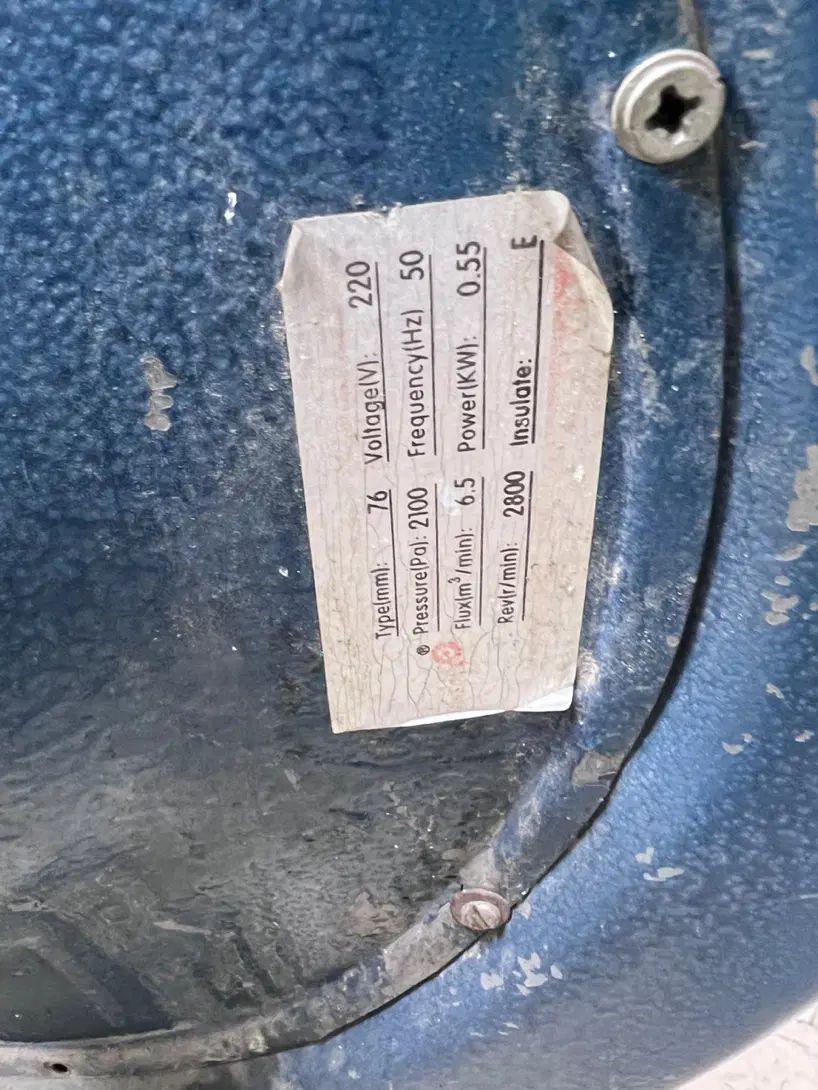 Type(mm): 76 Voltage(V): 220
® Pressure(Pa): 2100 Frequency(Hz) 50
Flux(m³/min): 6.5 Power(KW): 0.55
Rev(r/min): 2800 Insulate: E